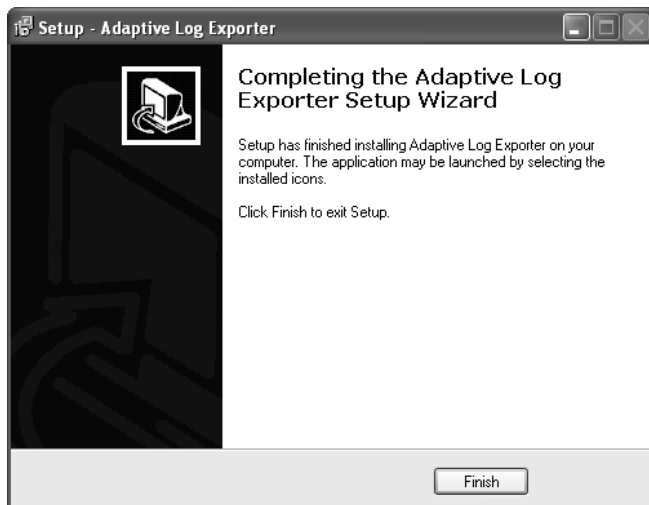 Setup - Adaptive Log Exporter
Completing the Adaptive Log
Exporter Setup Wizard
Setup has finished installing Adaptive Log Exporter on your
computer. The application may be launched by selecting the
installed icons.
Click Finish to exit Setup.
Finish